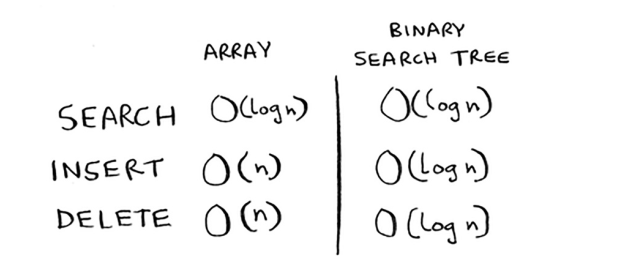 ARRAY BINARY
SEARCH TREE
SEARCH O(log n) O(log n)
INSERT O(n) O(log n)
DELETE O(n) O(log n)